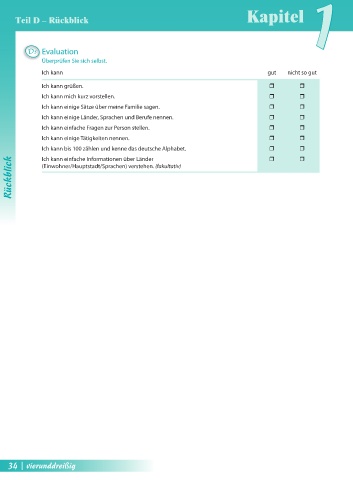 Teil D – Rückblick
Kapitel 1
D7 Evaluation
Überprüfen Sie sich selbst.
Ich kann gut nicht so gut
Ich kann grüßen.
Ich kann mich kurz vorstellen.
Ich kann einige Sätze über meine Familie sagen.
Ich kann einige Länder, Sprachen und Berufe nennen.
Ich kann einfache Fragen zur Person stellen.
Ich kann einige Tätigkeiten nennen.
Ich kann bis 100 zählen und kenne das deutsche Alphabet.
Ich kann einfache Informationen über Länder
(Einwohner/Hauptstadt/Sprachen) verstehen. (fakultativ)
Rückblick
34 | vierunddreißig